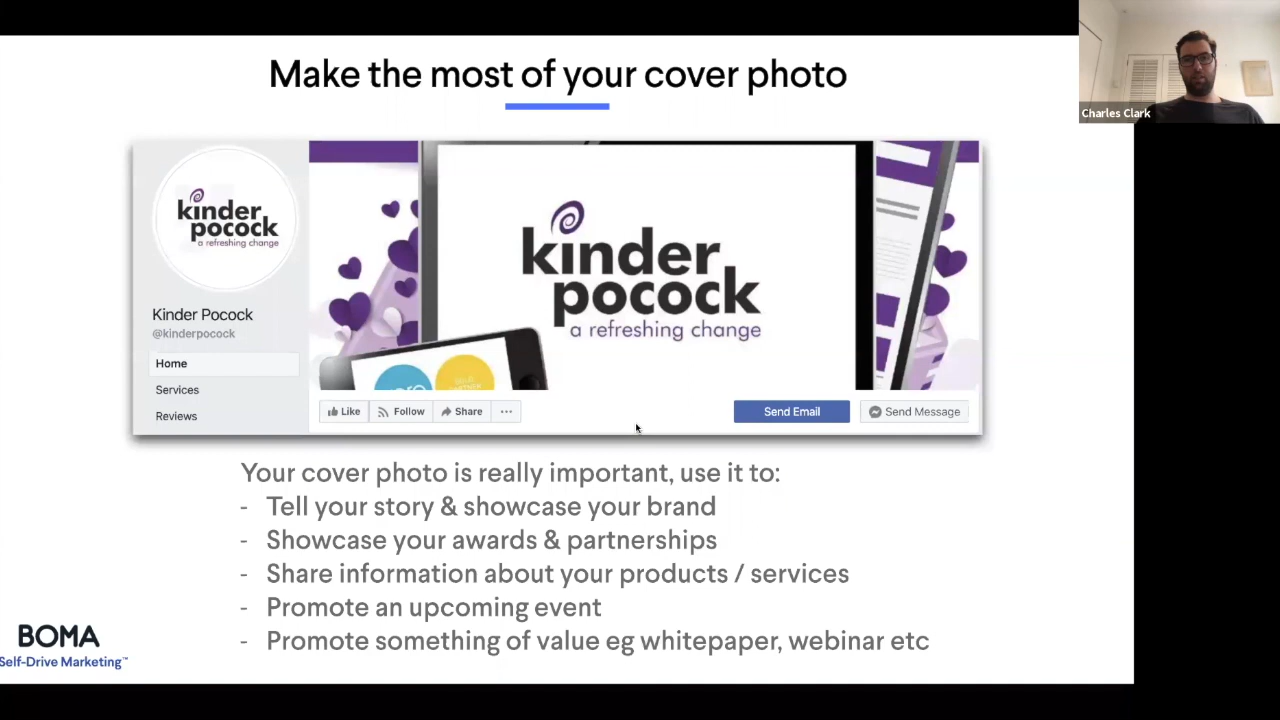 Make the most of your cover photo
Charles Clark
kinder
pocock
a refreshing change
Kinder Pocock
@kinderpocock
Home
Services
Reviews
kinder
pocock
a refreshing change
Like
Follow
Share
Send Email
Send Message
Your cover photo is really important, use it to:
- Tell your story & showcase your brand
- Showcase your awards & partnerships
- Share information about your products / services
- Promote an upcoming event
- Promote something of value eg whitepaper, webinar etc
BOMA
Self-Drive Marketing™